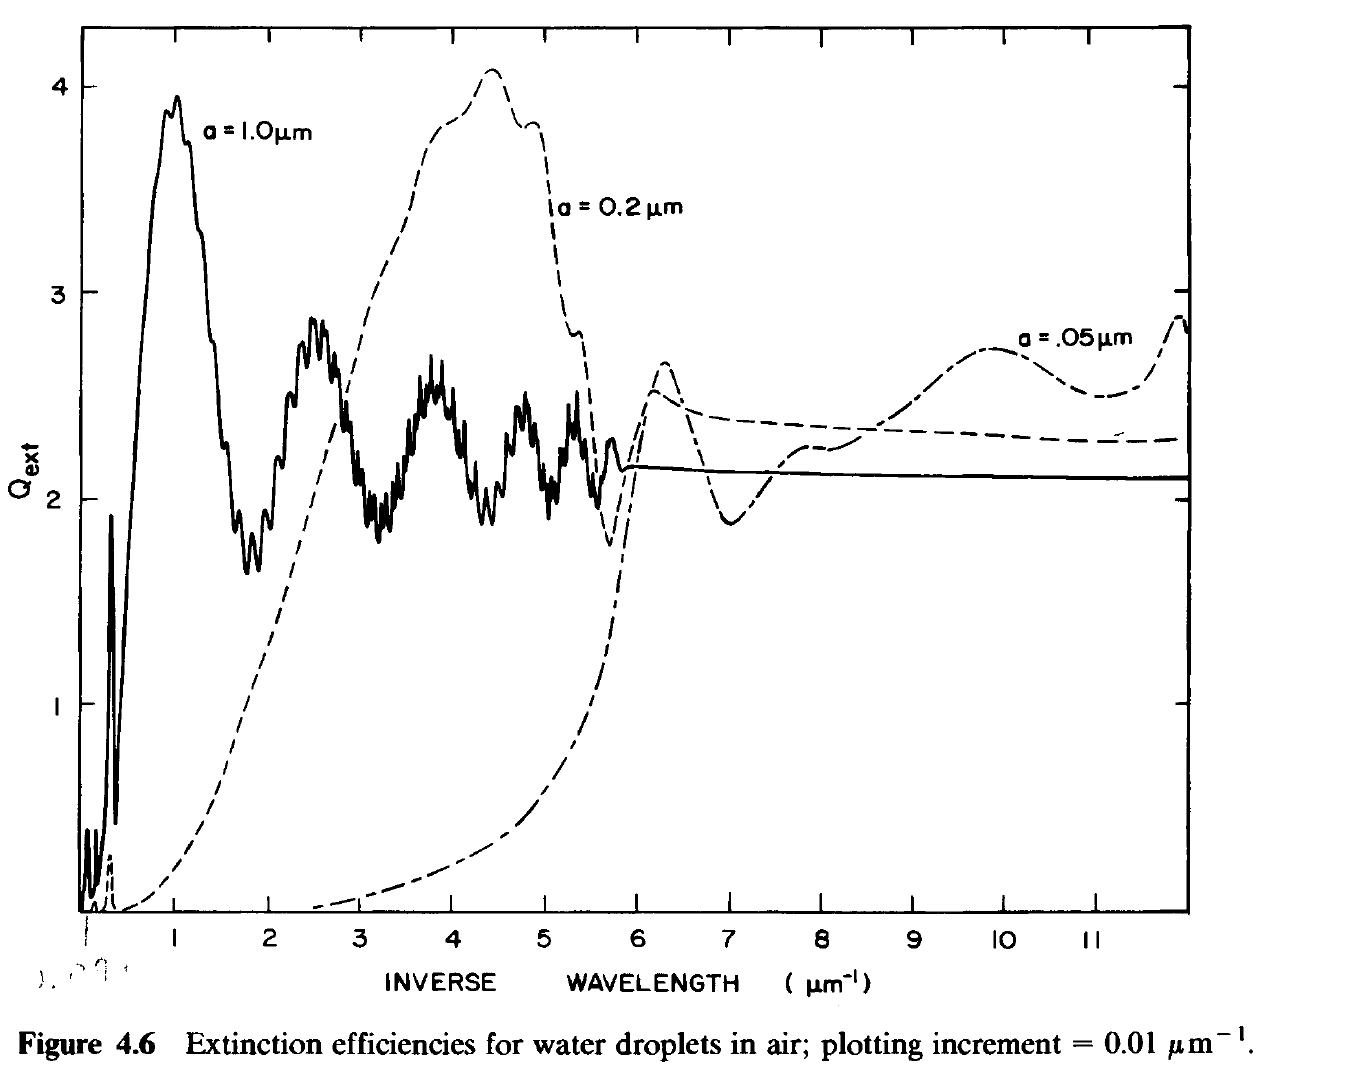 4
a = 1.0μm
a = 0.2 μm
3
a = .05μm
Qext
2
1
1 2 3 4 5 6 7 8 9 10 11
INVERSE WAVELENGTH ( μm⁻¹)
Figure 4.6 Extinction efficiencies for water droplets in air; plotting increment = 0.01 μm⁻¹.